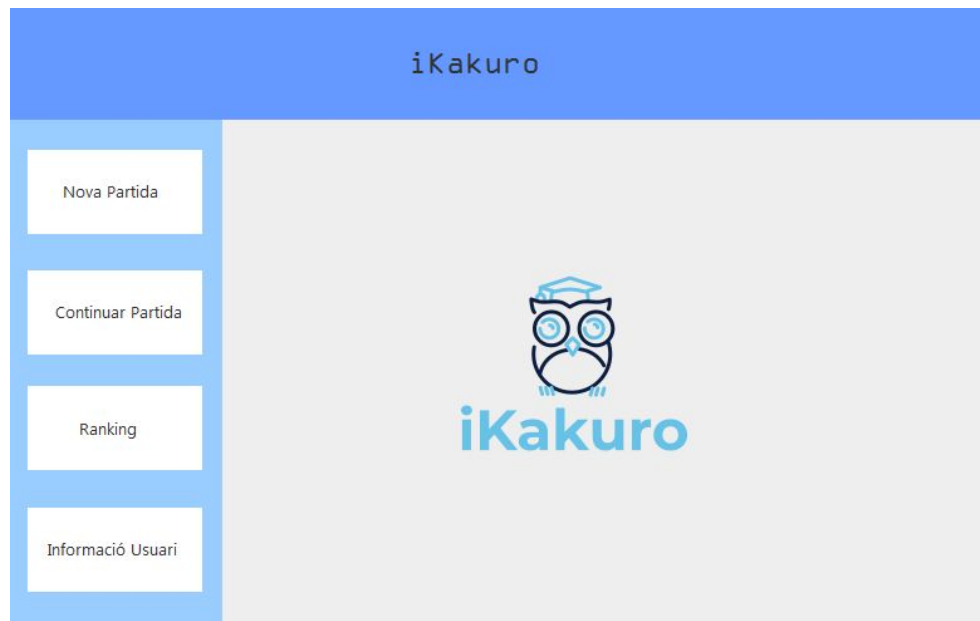 iKakuro
Nova Partida
Continuar Partida
Ranking
Informació Usuari
iKakuro